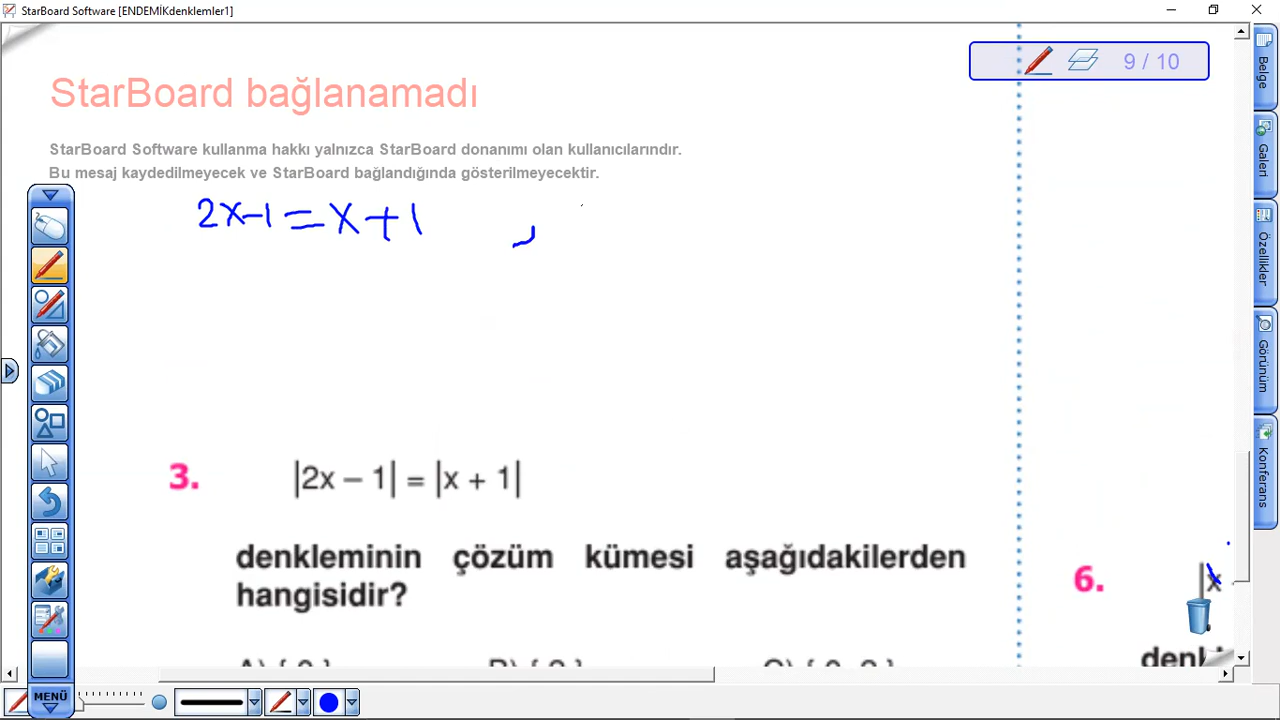 StarBoard Software [ENDEMİKdenklemler1]
9 / 10
StarBoard bağlanamadı
StarBoard Software kullanma hakkı yalnızca StarBoard donanımı olan kullanıcılarındır.
Bu mesaj kaydedilmeyecek ve StarBoard bağlandığında gösterilmeyecektir.
2x-1=x+1 ,
3. |2x − 1| = |x + 1|
denkleminin çözüm kümesi aşağıdakilerden
hangisidir?
6. |x
Belge
Galeri
Özellikler
Görünüm
Konferans
MENÜ